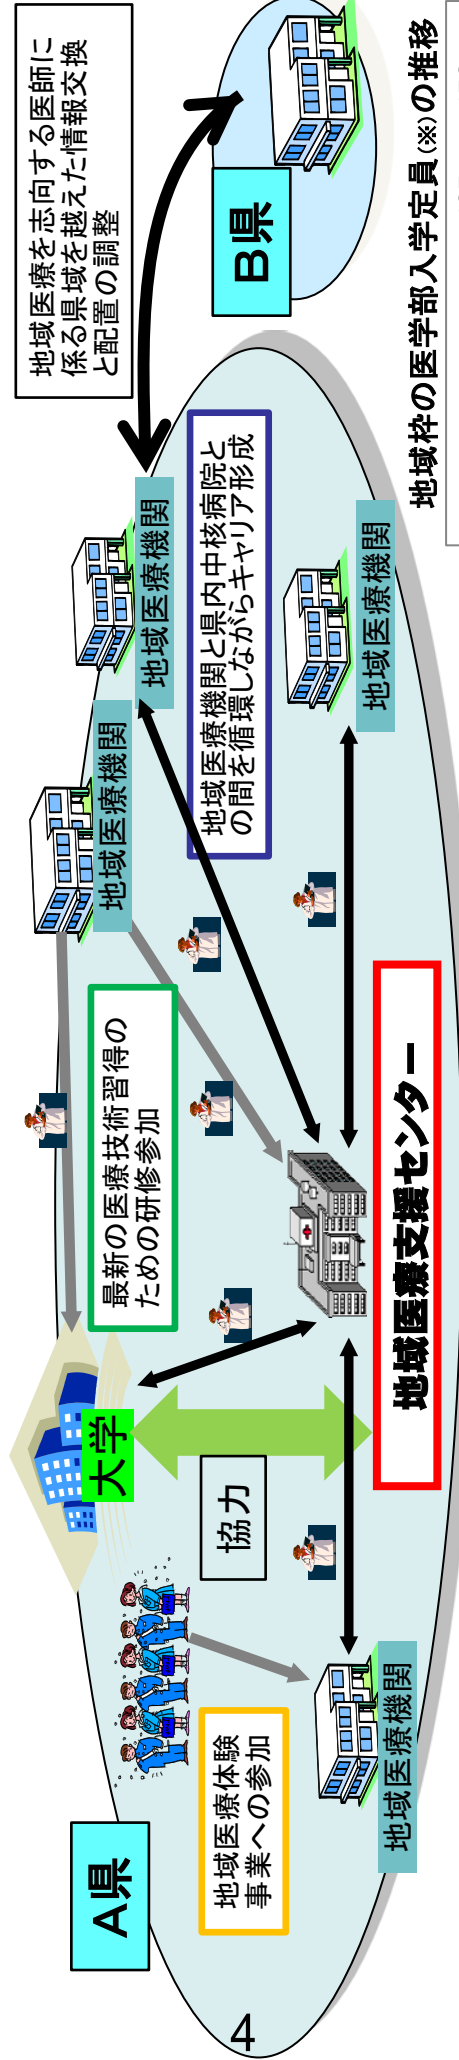 A県
地域医療体験
事業への参加
地域医療機関
大学
協力
最新の医療技術習得の
ための研修参加
地域医療支援センター
地域医療機関
地域医療機関
地域医療機関と県内中核病院と
の間を循環しながらキャリア形成
地域医療機関
地域医療を志向する医師に
係る県域を越えた情報交換
と配置の調整
B県
地域枠の医学部入学定員(※)の推移
4